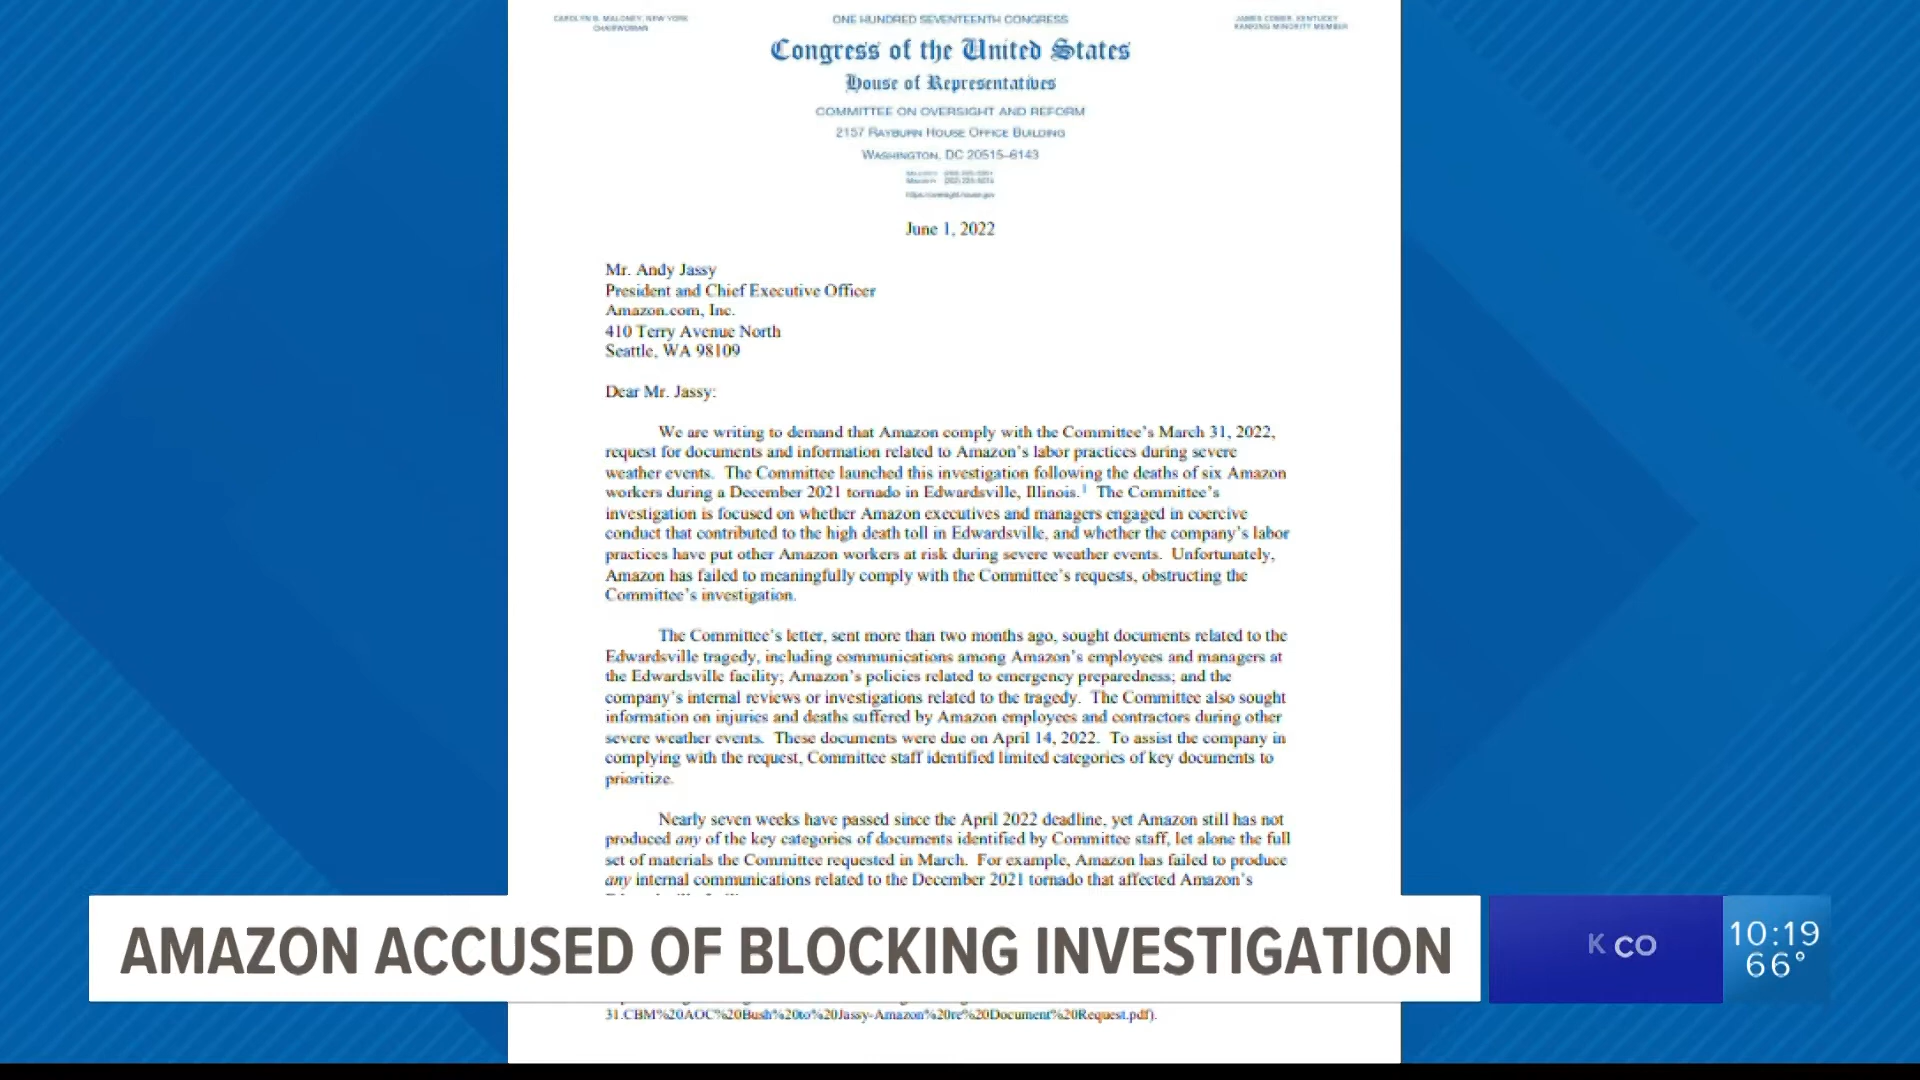 CAROLYN B. MALONEY, NEW YORK
CHAIRWOMAN
ONE HUNDRED SEVENTEENTH CONGRESS
JAMES COMER, KENTUCKY
RANKING MINORITY MEMBER
Congress of the United States
House of Representatives
COMMITTEE ON OVERSIGHT AND REFORM
2157 RAYBURN HOUSE OFFICE BUILDING
WASHINGTON, DC 20515–6143
June 1, 2022
Mr. Andy Jassy
President and Chief Executive Officer
Amazon.com, Inc.
410 Terry Avenue North
Seattle, WA 98109
Dear Mr. Jassy:
We are writing to demand that Amazon comply with the Committee’s March 31, 2022,
request for documents and information related to Amazon’s labor practices during severe
weather events. The Committee launched this investigation following the deaths of six Amazon
workers during a December 2021 tornado in Edwardsville, Illinois.1 The Committee’s
investigation is focused on whether Amazon executives and managers engaged in coercive
conduct that contributed to the high death toll in Edwardsville, and whether the company’s labor
practices have put other Amazon workers at risk during severe weather events. Unfortunately,
Amazon has failed to meaningfully comply with the Committee’s requests, obstructing the
Committee’s investigation.
The Committee’s letter, sent more than two months ago, sought documents related to the
Edwardsville tragedy, including communications among Amazon’s employees and managers at
the Edwardsville facility; Amazon’s policies related to emergency preparedness; and the
company’s internal reviews or investigations related to the tragedy. The Committee also sought
information on injuries and deaths suffered by Amazon employees and contractors during other
severe weather events. These documents were due on April 14, 2022. To assist the company in
complying with the request, Committee staff identified limited categories of key documents to
prioritize.
Nearly seven weeks have passed since the April 2022 deadline, yet Amazon still has not
produced any of the key categories of documents identified by Committee staff, let alone the full
set of materials the Committee requested in March. For example, Amazon has failed to produce
any internal communications related to the December 2021 tornado that affected Amazon’s
AMAZON ACCUSED OF BLOCKING INVESTIGATION
K CO
10:19
66°
31.CBM%20AOC%20Bush%20to%20Jassy-Amazon%20re%20Document%20Request.pdf).